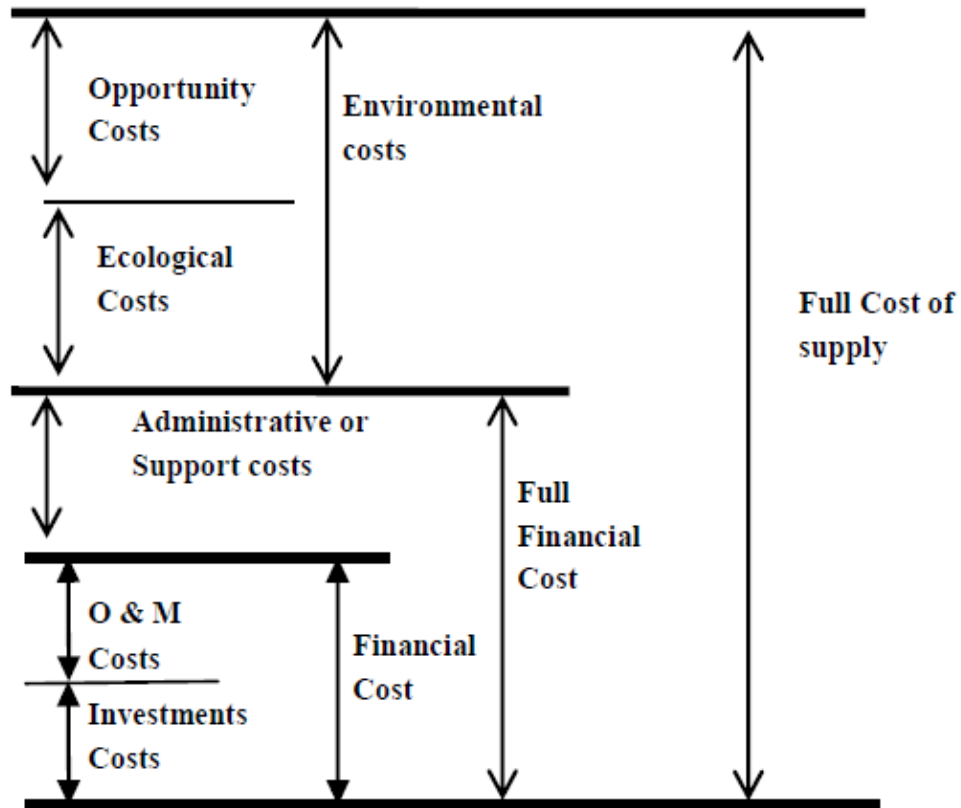 Opportunity
Costs
Environmental
costs
Ecological
Costs
Full Cost of
supply
Administrative or
Support costs
Full
Financial
Cost
O & M
Costs
Financial
Cost
Investments
Costs